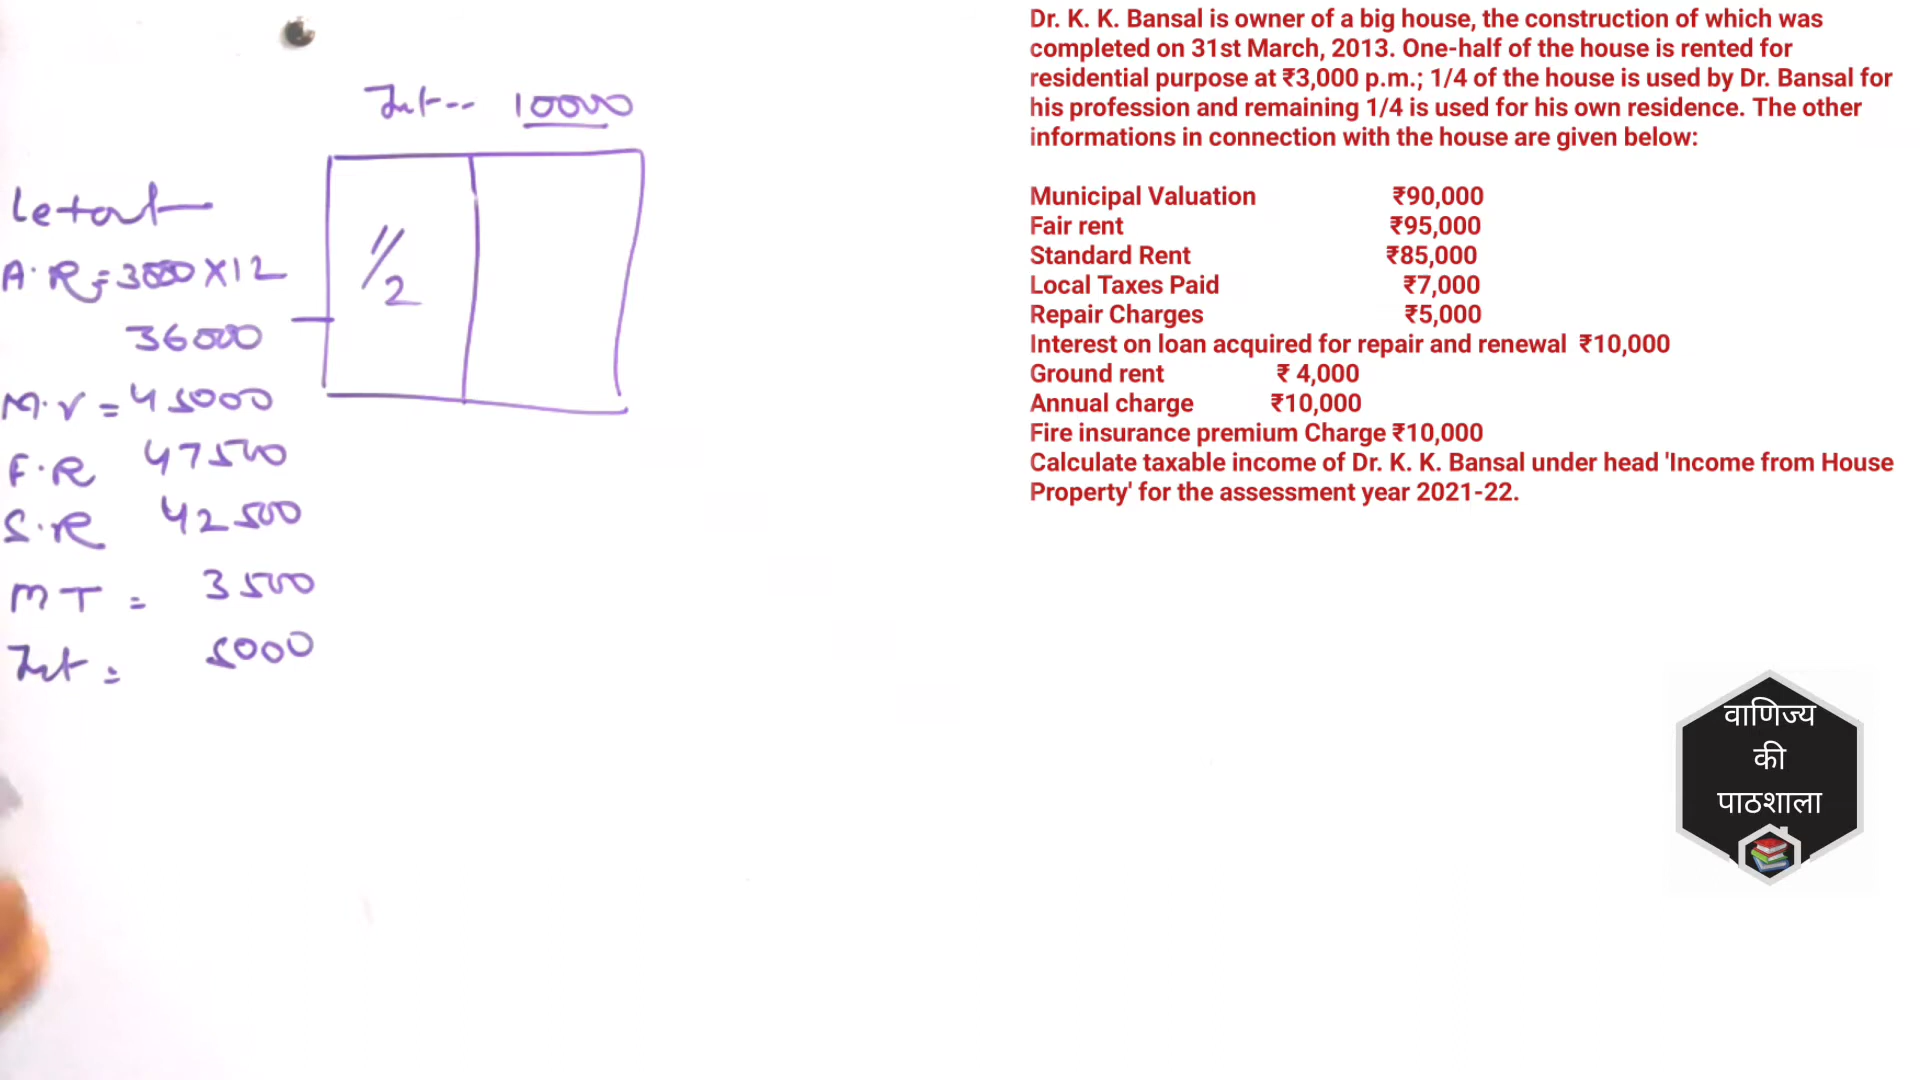 Int-- 10000
Letout
A.R = 3000X12
36000
M.V = 45000
F.R 47500
S.R 42500
MT = 3500
Int = 5000
1/2
Dr. K. K. Bansal is owner of a big house, the construction of which was
completed on 31st March, 2013. One-half of the house is rented for
residential purpose at ₹3,000 p.m.; 1/4 of the house is used by Dr. Bansal for
his profession and remaining 1/4 is used for his own residence. The other
informations in connection with the house are given below:
Municipal Valuation ₹90,000
Fair rent ₹95,000
Standard Rent ₹85,000
Local Taxes Paid ₹7,000
Repair Charges ₹5,000
Interest on loan acquired for repair and renewal ₹10,000
Ground rent ₹ 4,000
Annual charge ₹10,000
Fire insurance premium Charge ₹10,000
Calculate taxable income of Dr. K. K. Bansal under head 'Income from House
Property' for the assessment year 2021-22.
वाणिज्य
की
पाठशाला